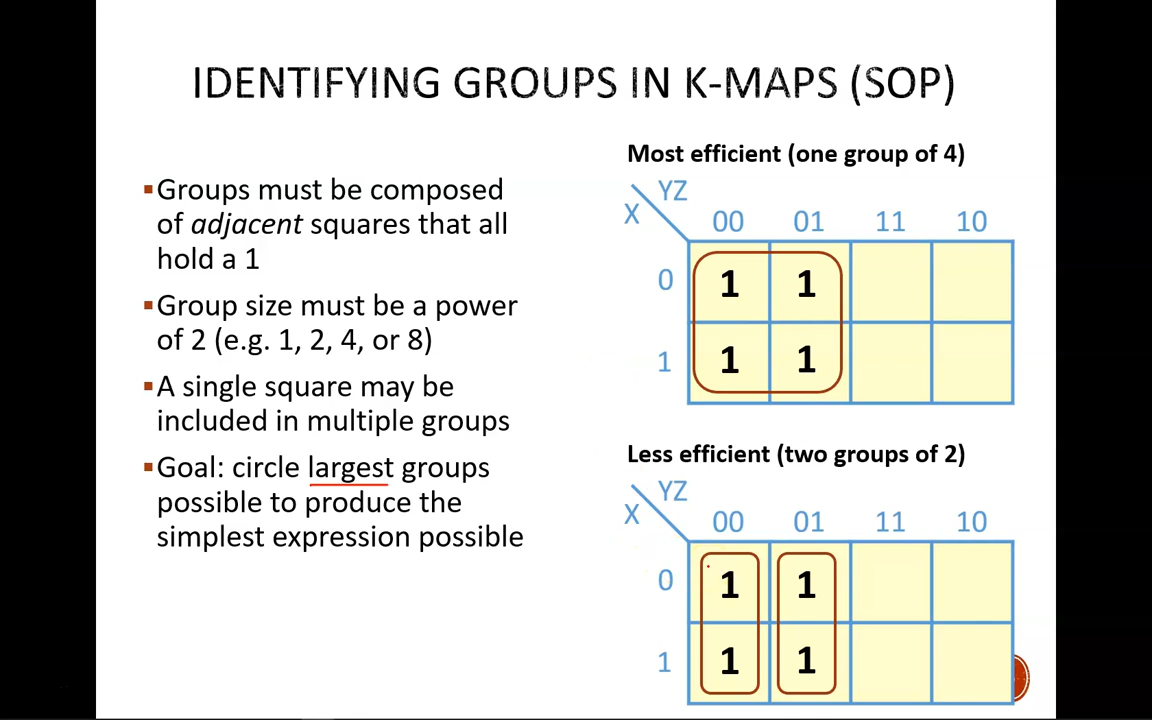 IDENTIFYING GROUPS IN K-MAPS (SOP)
▪Groups must be composed
of adjacent squares that all
hold a 1
▪Group size must be a power
of 2 (e.g. 1, 2, 4, or 8)
▪A single square may be
included in multiple groups
▪Goal: circle largest groups
possible to produce the
simplest expression possible
Most efficient (one group of 4)
YZ
X
00 01 11 10
0 1 1
1 1 1
Less efficient (two groups of 2)
YZ
X
00 01 11 10
0 1 1
1 1 1